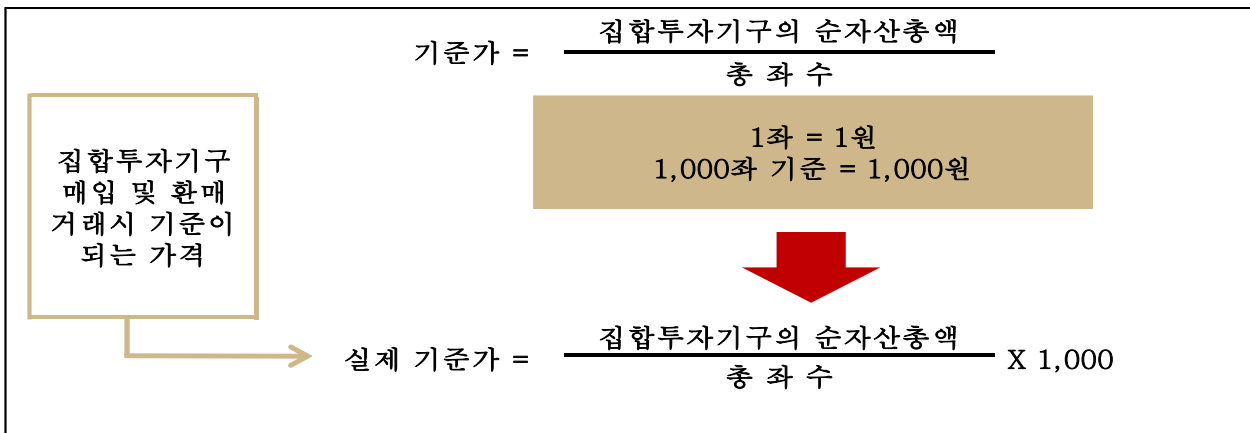 집합투자기구의 순자산총액
기준가 =
총 좌 수
1좌 = 1원
1,000좌 기준 = 1,000원
집합투자기구
매입 및 환매
거래시 기준이
되는 가격
집합투자기구의 순자산총액
실제 기준가 =
X 1,000
총 좌 수